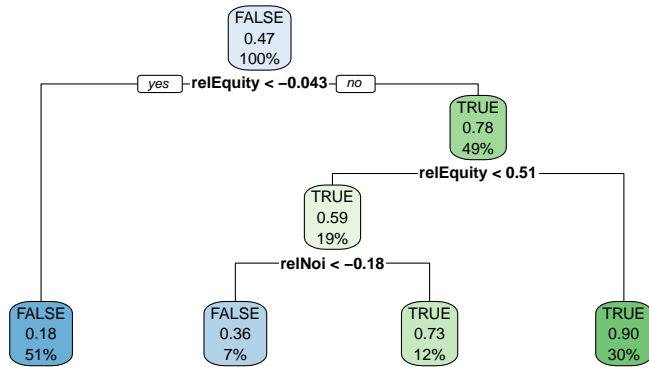 FALSE
0.47
100%
yes
relEquity < −0.043
no
TRUE
0.78
49%
relEquity < 0.51
TRUE
0.59
19%
relNoi < −0.18
FALSE
0.18
51%
FALSE
0.36
7%
TRUE
0.73
12%
TRUE
0.90
30%